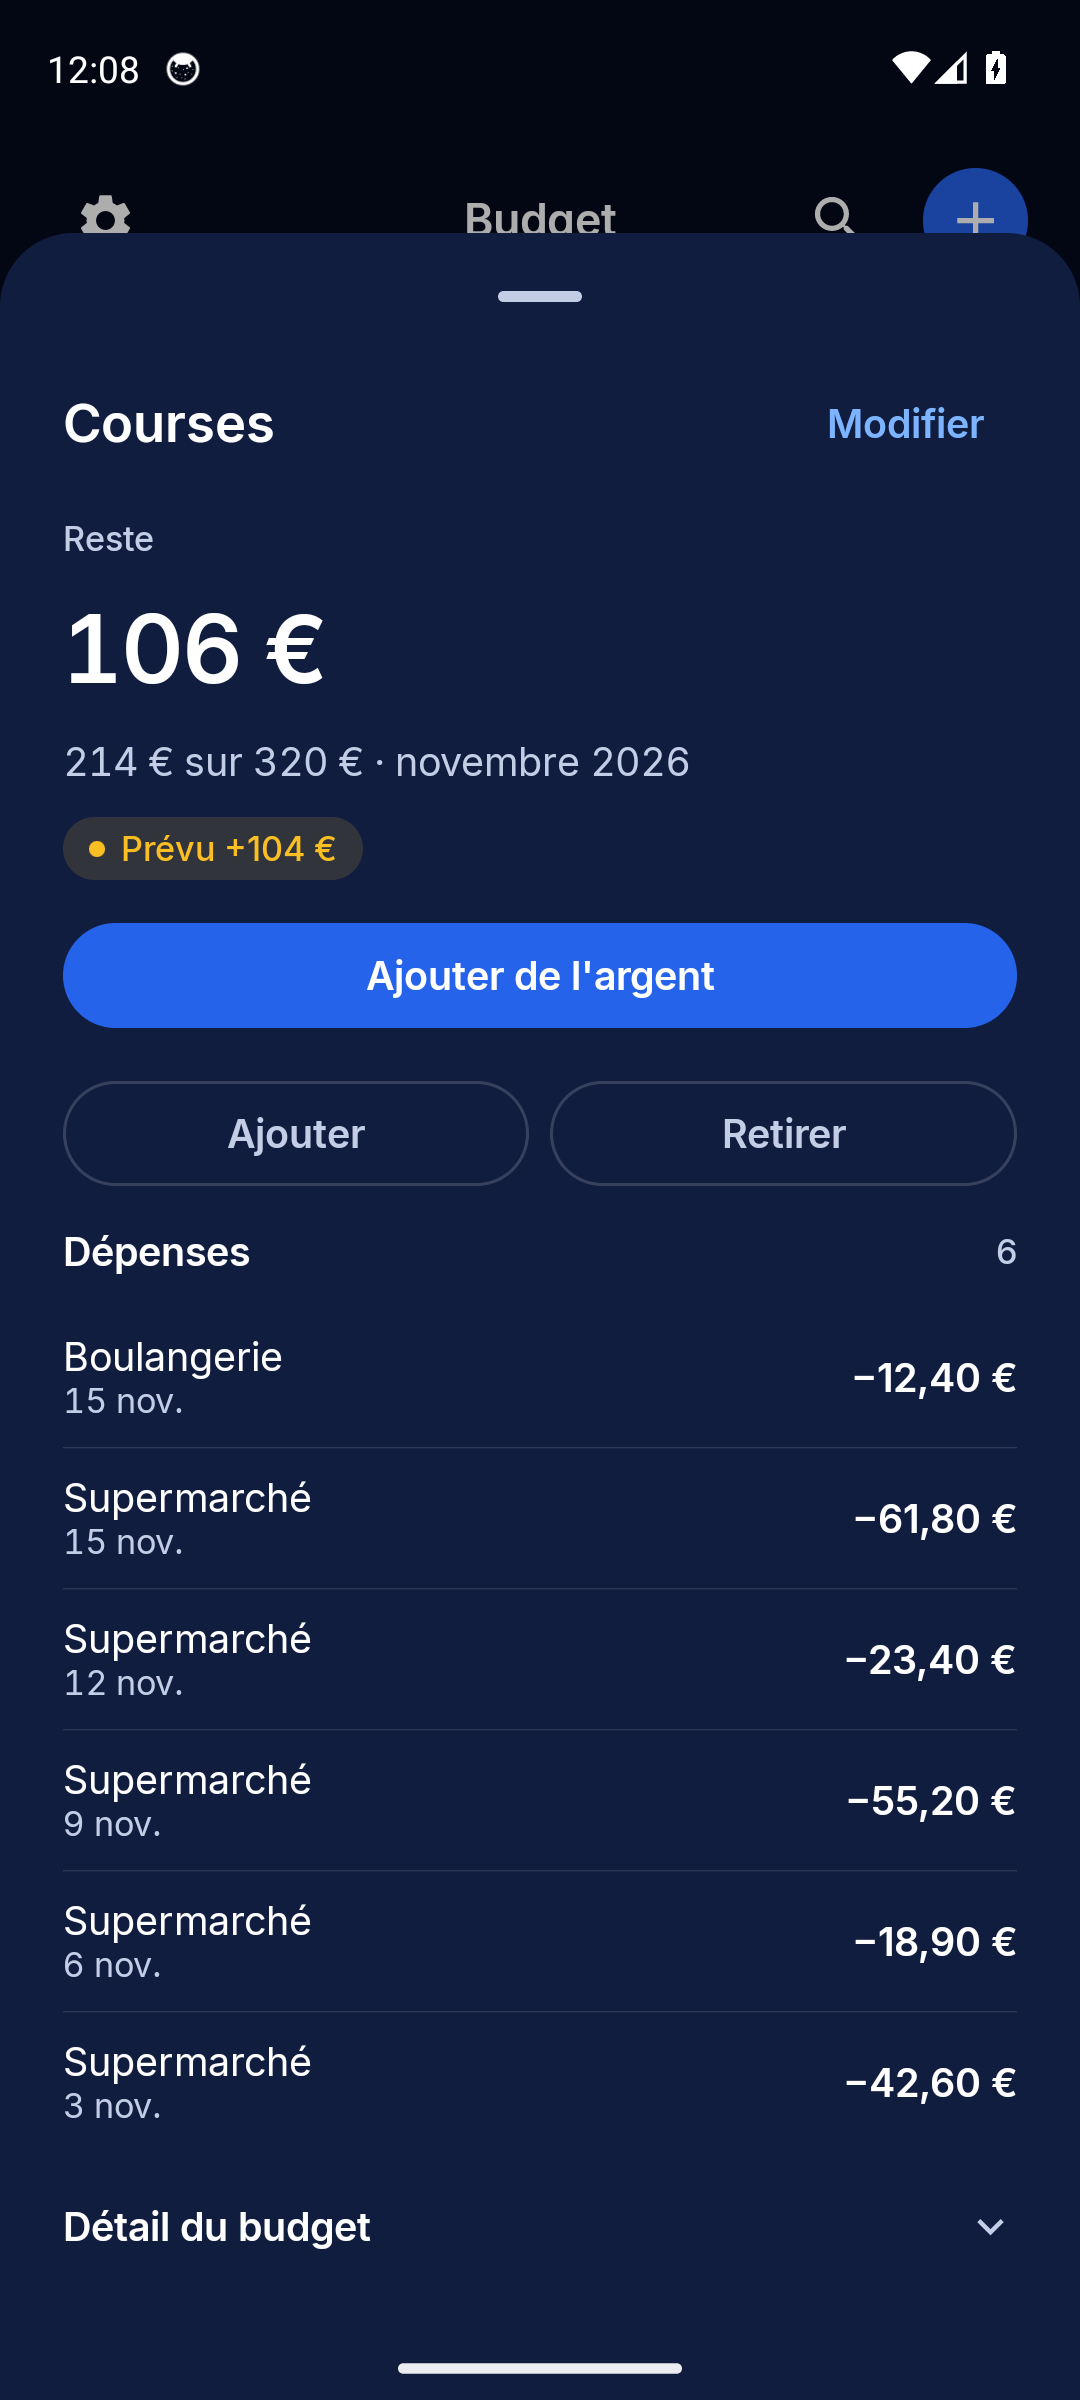 12:08
Budget
Courses
Modifier
Reste
106 €
214 € sur 320 € · novembre 2026
Prévu +104 €
Ajouter de l'argent
Ajouter
Retirer
Dépenses
6
Boulangerie
15 nov.
−12,40 €
Supermarché
15 nov.
−61,80 €
Supermarché
12 nov.
−23,40 €
Supermarché
9 nov.
−55,20 €
Supermarché
6 nov.
−18,90 €
Supermarché
3 nov.
−42,60 €
Détail du budget